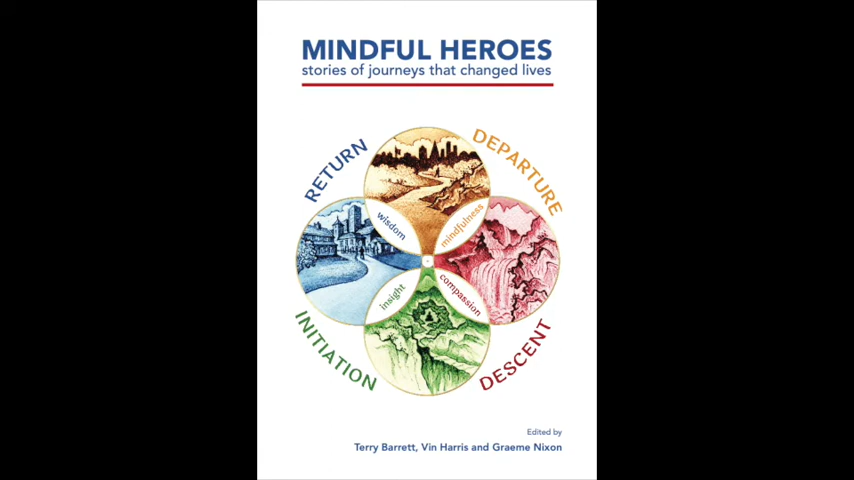 MINDFUL HEROES
stories of journeys that changed lives
RETURN
DEPARTURE
wisdom
mindfulness
insight
compassion
INITIATION
DESCENT
Edited by
Terry Barrett, Vin Harris and Graeme Nixon